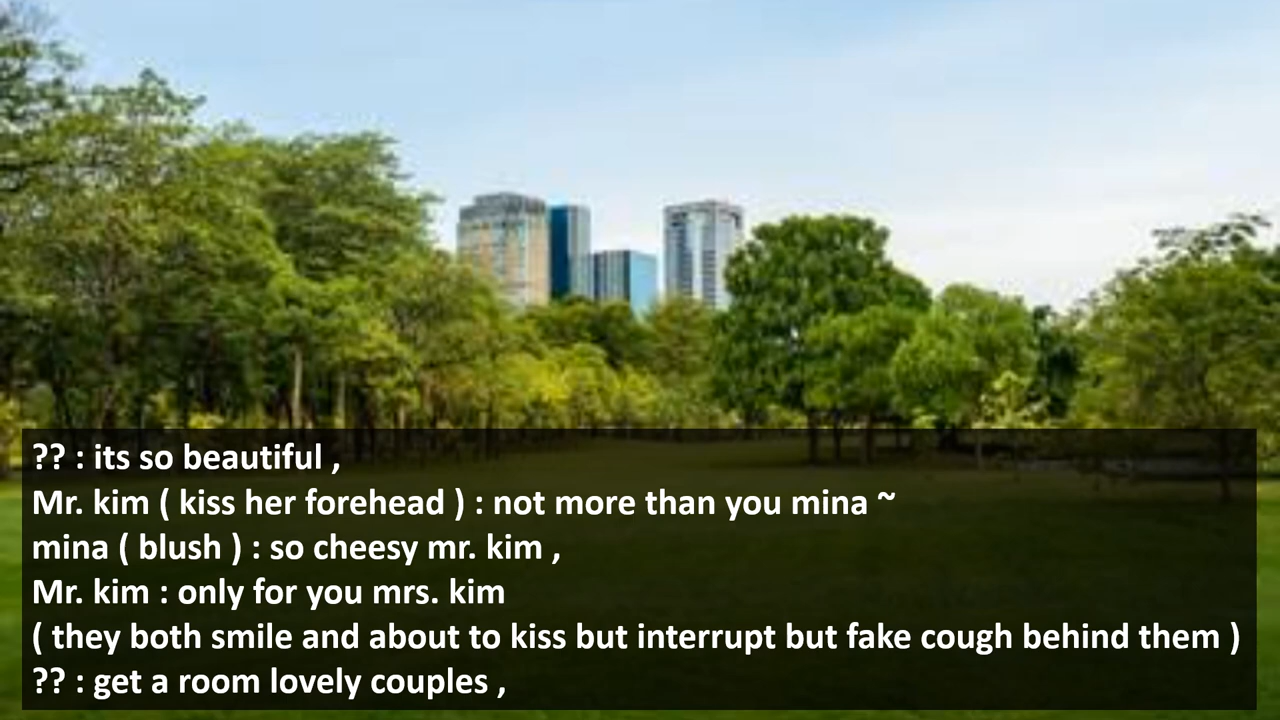 ?? : its so beautiful ,
Mr. kim ( kiss her forehead ) : not more than you mina ~
mina ( blush ) : so cheesy mr. kim ,
Mr. kim : only for you mrs. kim
( they both smile and about to kiss but interrupt but fake cough behind them )
?? : get a room lovely couples ,